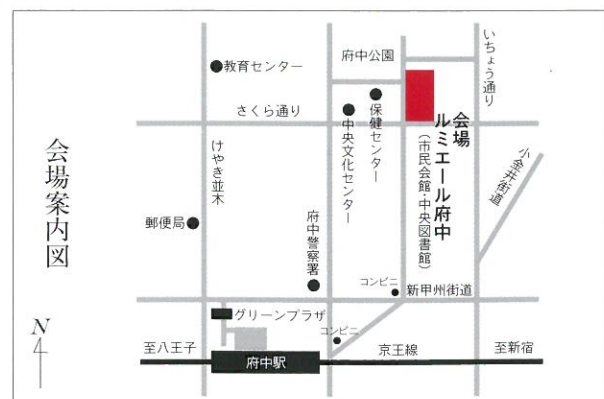 会場案内図
N
教育センター
府中公園
いちょう通り
さくら通り
保健センター
中央文化センター
会場
ルミエール府中
(市民会館・中央図書館)
小金井街道
けやき並木
郵便局
府中警察署
コンビニ
新甲州街道
グリーンプラザ
コンビニ
至八王子
府中駅
京王線
至新宿